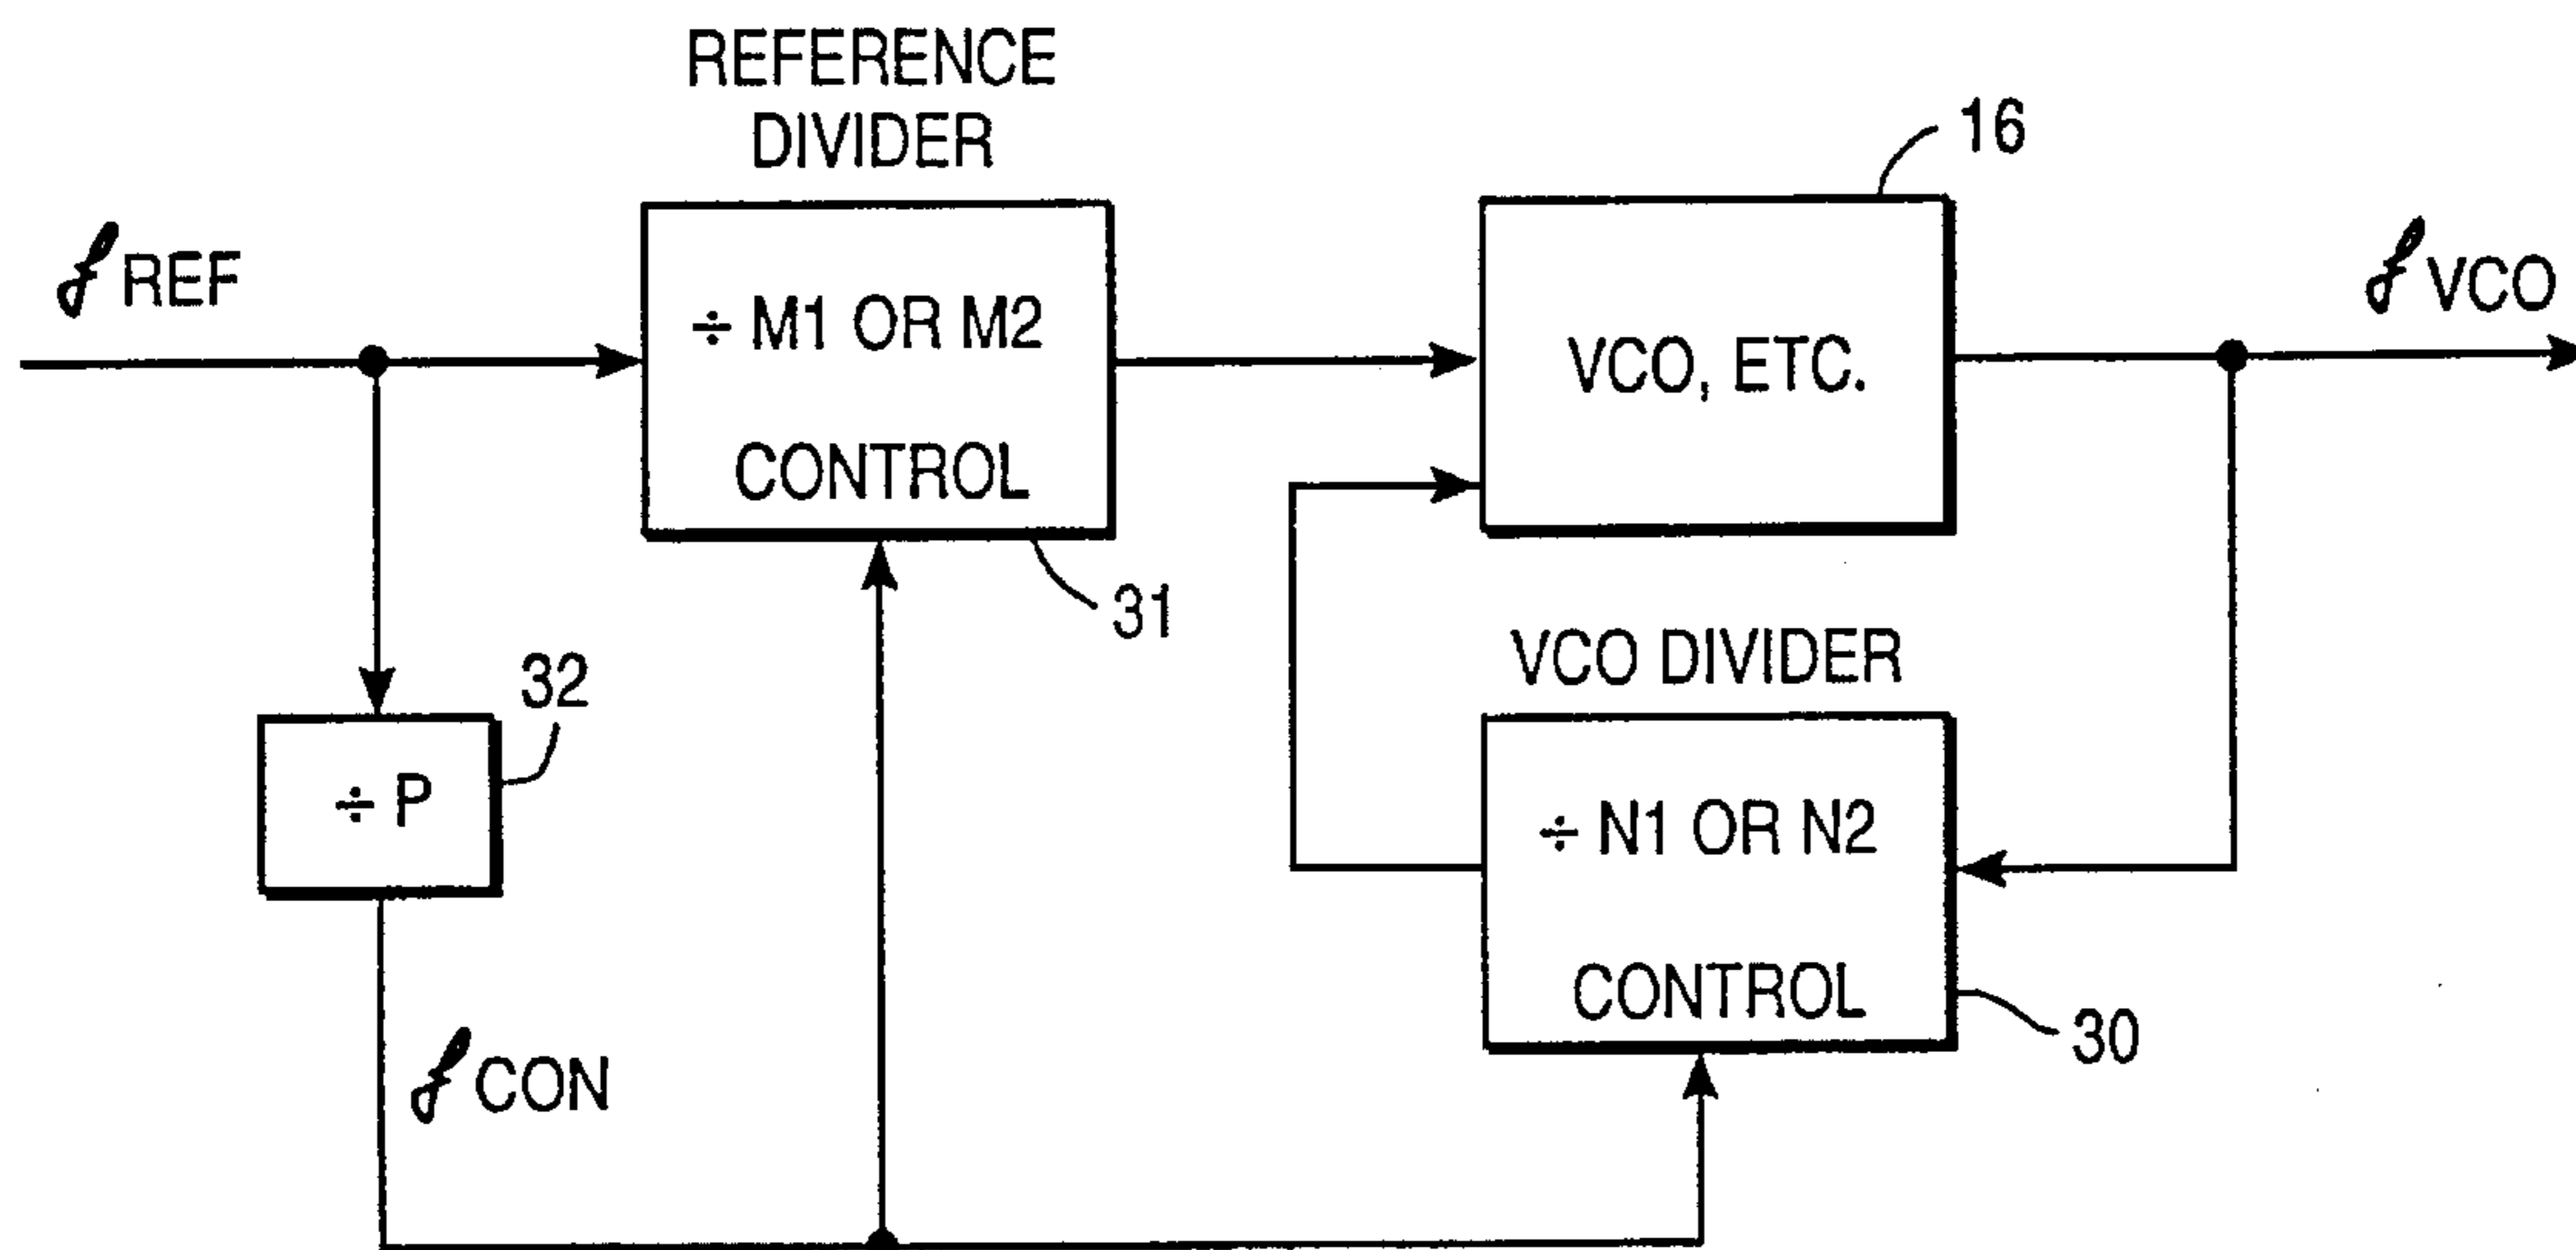 REFERENCE
DIVIDER
16
fREF
÷ M1 OR M2
CONTROL
VCO, ETC.
fVCO
31
32
÷ P
VCO DIVIDER
÷ N1 OR N2
CONTROL
30
fCON